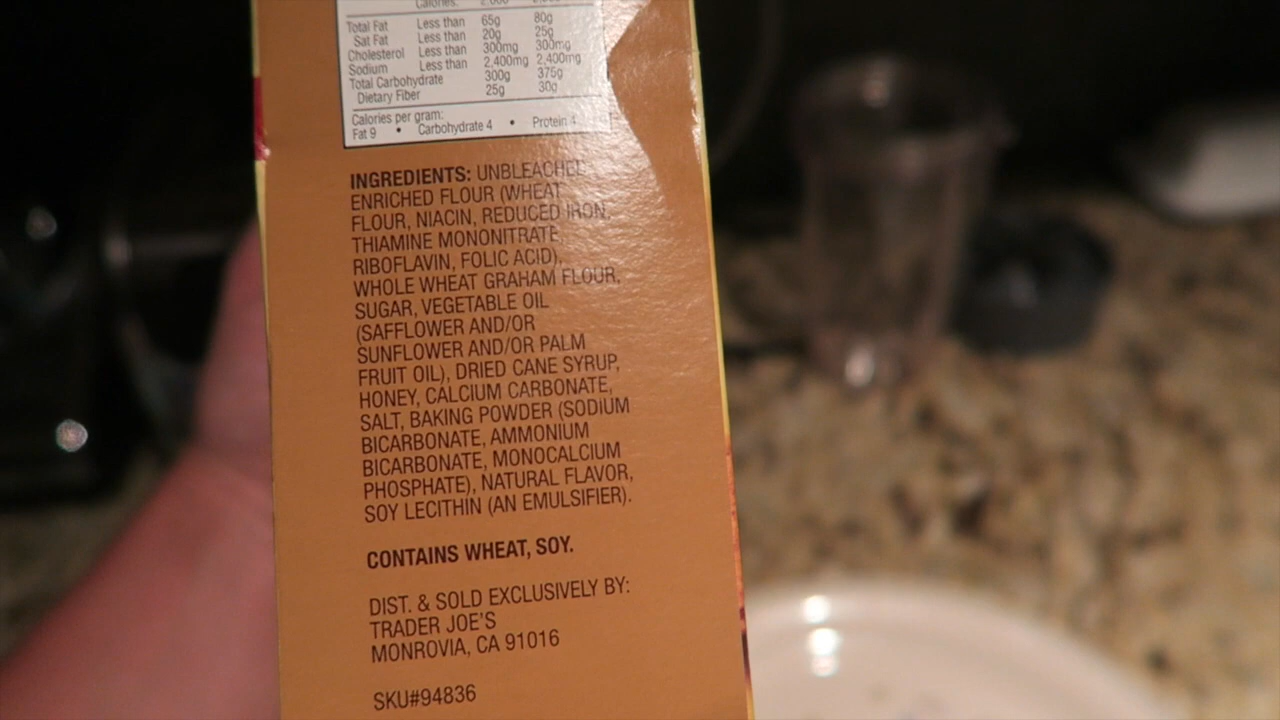 Calories:
Total Fat Less than 65g 80g
Sat Fat Less than 20g 25g
Cholesterol Less than 300mg 300mg
Sodium Less than 2,400mg 2,400mg
Total Carbohydrate 300g 375g
Dietary Fiber 25g 30g
Calories per gram:
Fat 9 • Carbohydrate 4 • Protein 4
INGREDIENTS: UNBLEACHED
ENRICHED FLOUR (WHEAT
FLOUR, NIACIN, REDUCED IRON,
THIAMINE MONONITRATE,
RIBOFLAVIN, FOLIC ACID),
WHOLE WHEAT GRAHAM FLOUR,
SUGAR, VEGETABLE OIL
(SAFFLOWER AND/OR
SUNFLOWER AND/OR PALM
FRUIT OIL), DRIED CANE SYRUP,
HONEY, CALCIUM CARBONATE,
SALT, BAKING POWDER (SODIUM
BICARBONATE, AMMONIUM
BICARBONATE, MONOCALCIUM
PHOSPHATE), NATURAL FLAVOR,
SOY LECITHIN (AN EMULSIFIER).
CONTAINS WHEAT, SOY.
DIST. & SOLD EXCLUSIVELY BY:
TRADER JOE'S
MONROVIA, CA 91016
SKU#94836